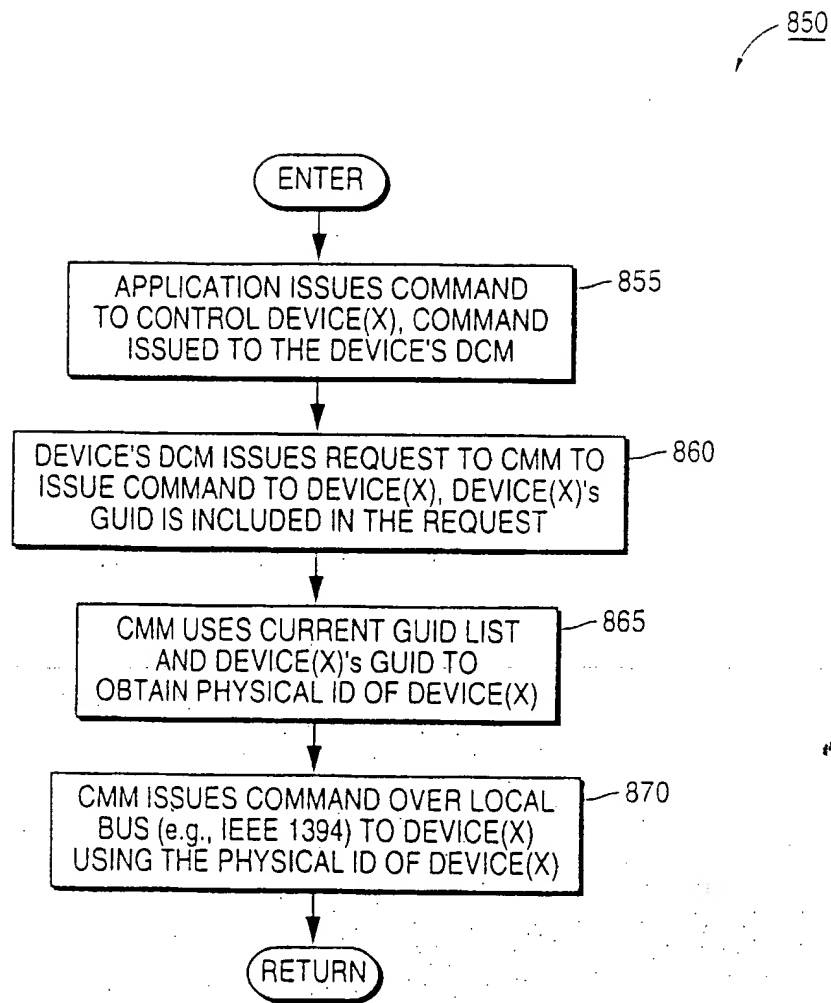 850
ENTER
APPLICATION ISSUES COMMAND
TO CONTROL DEVICE(X), COMMAND
ISSUED TO THE DEVICE'S DCM
855
DEVICE'S DCM ISSUES REQUEST TO CMM TO
ISSUE COMMAND TO DEVICE(X), DEVICE(X)'s
GUID IS INCLUDED IN THE REQUEST
860
CMM USES CURRENT GUID LIST
AND DEVICE(X)'s GUID TO
OBTAIN PHYSICAL ID OF DEVICE(X)
865
CMM ISSUES COMMAND OVER LOCAL
BUS (e.g., IEEE 1394) TO DEVICE(X)
USING THE PHYSICAL ID OF DEVICE(X)
870
RETURN